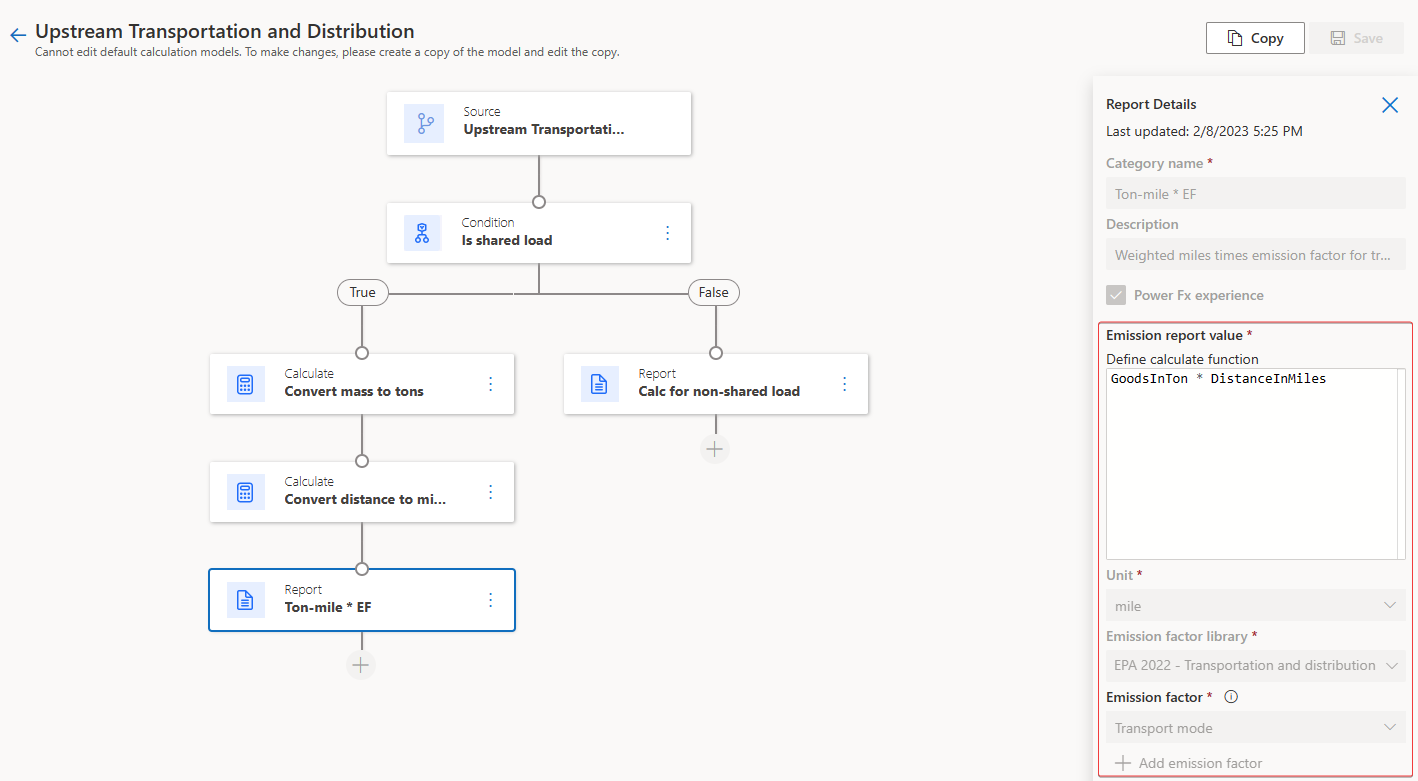 Upstream Transportation and Distribution
Cannot edit default calculation models. To make changes, please create a copy of the model and edit the copy.
Copy
Save
Source
Upstream Transportati...
Condition
Is shared load
True
False
Calculate
Convert mass to tons
Report
Calc for non-shared load
Calculate
Convert distance to mi...
Report
Ton-mile * EF
Report Details
Last updated: 2/8/2023 5:25 PM
Category name *
Ton-mile * EF
Description
Weighted miles times emission factor for tr...
Power Fx experience
Emission report value *
Define calculate function
GoodsInTon * DistanceInMiles
Unit *
mile
Emission factor library *
EPA 2022 - Transportation and distribution
Emission factor *
Transport mode
Add emission factor